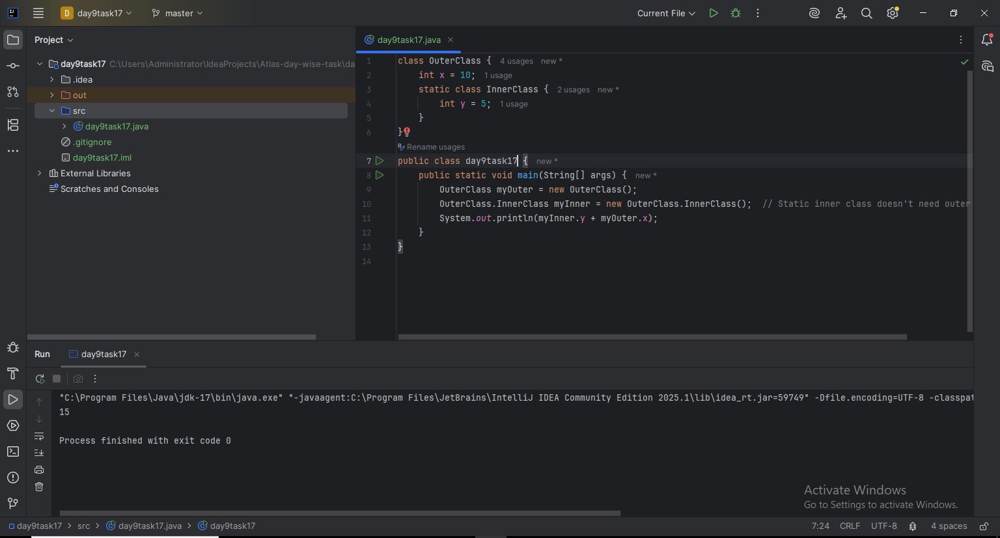 D day9task17 master Current File
Project
day9task17 C:\Users\Administrator\IdeaProjects\Atlas-day-wise-task\da
.idea
out
src
day9task17.java
.gitignore
day9task17.iml
External Libraries
Scratches and Consoles
day9task17.java
1 class OuterClass { 4 usages new *
2 int x = 10; 1 usage
3 static class InnerClass { 2 usages new *
4 int y = 5; 1 usage
5 }
6 }
Rename usages
7 public class day9task17 { new *
8 public static void main(String[] args) { new *
9 OuterClass myOuter = new OuterClass();
10 OuterClass.InnerClass myInner = new OuterClass.InnerClass(); // Static inner class doesn't need outer
11 System.out.println(myInner.y + myOuter.x);
12 }
13 }
14
Run day9task17
"C:\Program Files\Java\jdk-17\bin\java.exe" "-javaagent:C:\Program Files\JetBrains\IntelliJ IDEA Community Edition 2025.1\lib\idea_rt.jar=59749" -Dfile.encoding=UTF-8 -classpat
15
Process finished with exit code 0
Activate Windows
Go to Settings to activate Windows.
day9task17 src day9task17.java day9task17 7:24 CRLF UTF-8 4 spaces